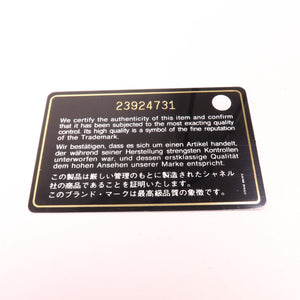 23924731
We certify the authenticity of this item and confirm
that it has been subjected to the most exacting quality
control. Its high quality is a symbol of the fine reputation
of the Trademark.
Wir bestätigen, dass es sich um einen Artikel handelt,
der während seiner Herstellung strengsten Kontrollen
unterworfen war, und dessen erstklassige Qualität
dem hohen Ansehen unserer Marke entspricht.
この製品は厳しい管理のもとに製造されたシャネル
社の商品であることを証明いたします。
このブランド・マークは最高級品質の象徴です。